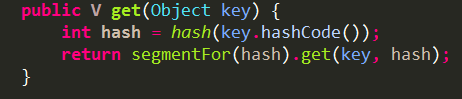 public V get(Object key) {
    int hash = hash(key.hashCode());
    return segmentFor(hash).get(key, hash);
}